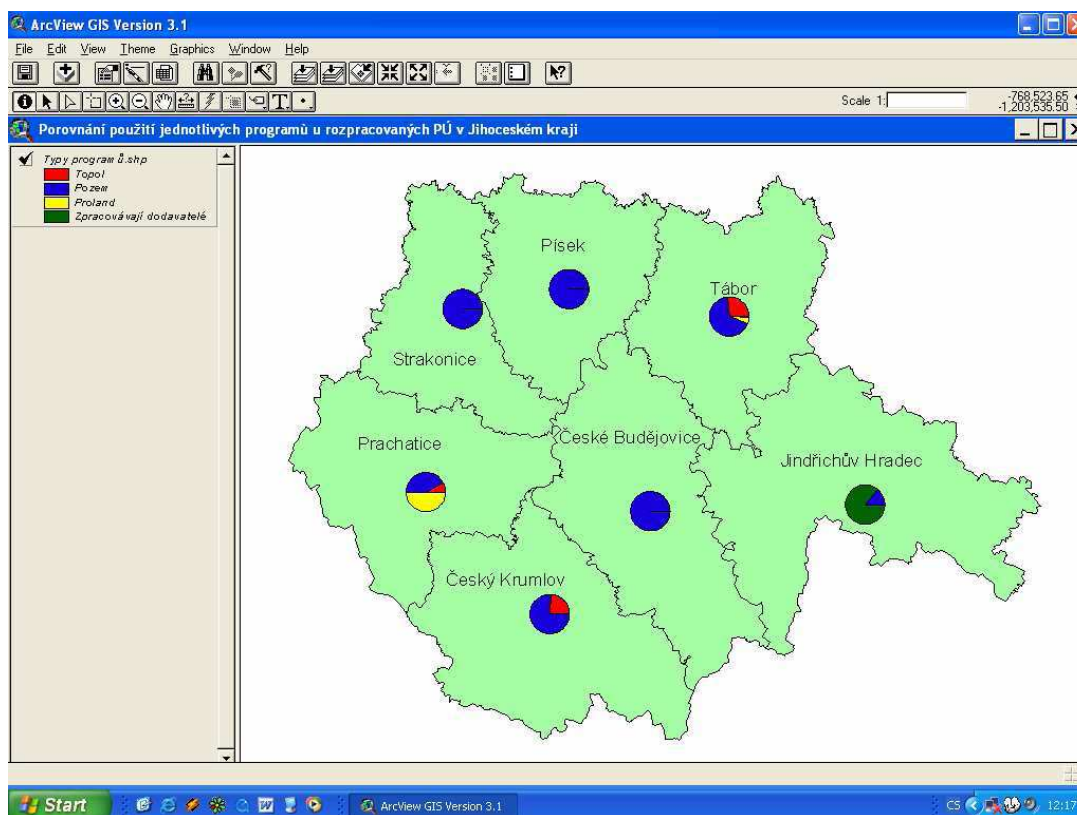 ArcView GIS Version 3.1
File Edit View Theme Graphics Window Help
Scale 1:
-768,523.65
-1,203,535.50
Porovnání použití jednotlivých programù u rozpracovaných PÚ v Jihoceském kraji
Typy program ů.shp
Topol
Pozem
Proland
Zpracovávají dodavatelé
Písek
Tábor
Strakonice
Prachatice
České Budějovice
Jindřichův Hradec
Český Krumlov
Start
ArcView GIS Version 3.1
CS
12:17